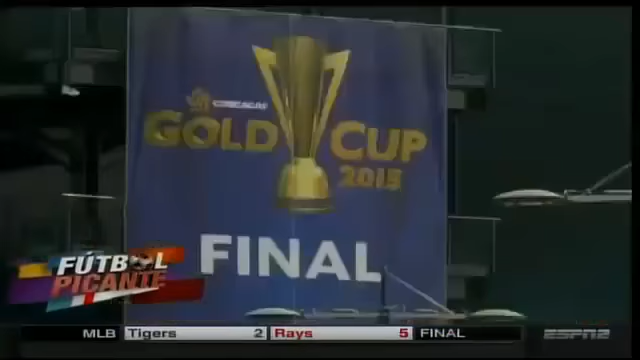 CONCACAF
GOLD CUP
2015
FINAL
FÚTBOL
PICANTE
MLB Tigers 2 Rays 5 FINAL ESPN2